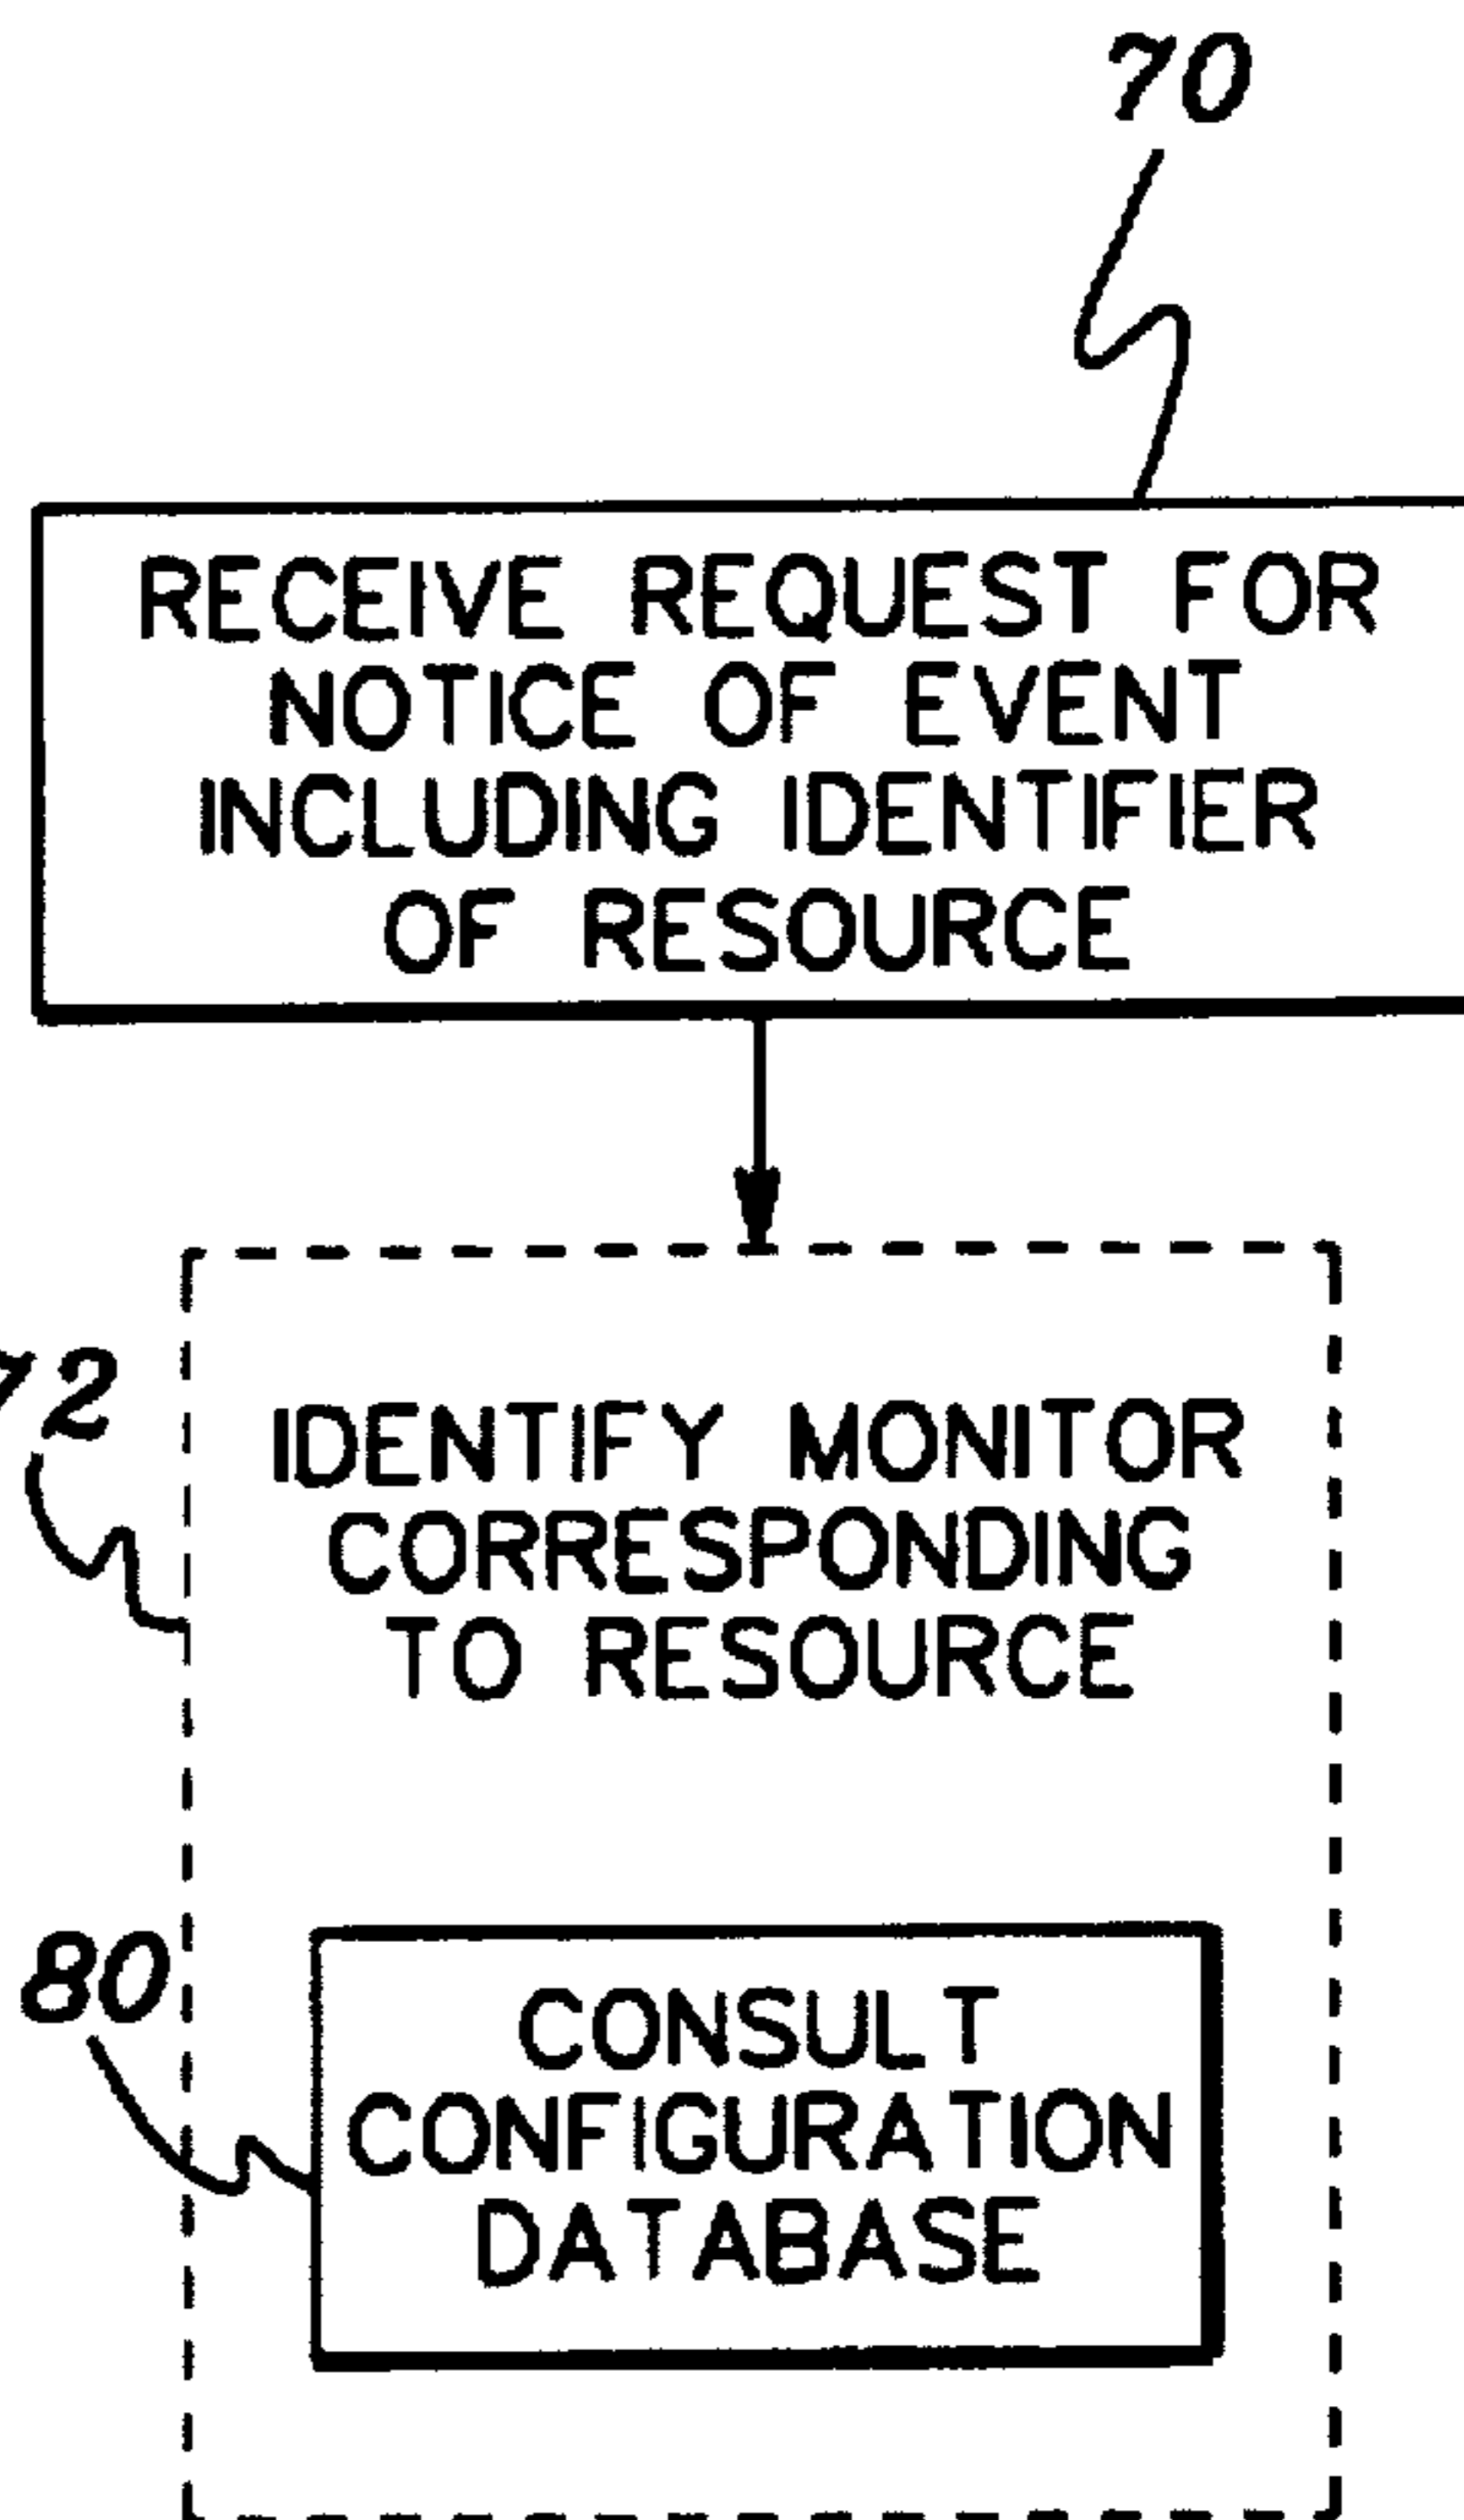 70
RECEIVE REQUEST FOR
NOTICE OF EVENT
INCLUDING IDENTIFIER
OF RESOURCE
72
IDENTIFY MONITOR
CORRESPONDING
TO RESOURCE
80
CONSULT
CONFIGURATION
DATABASE